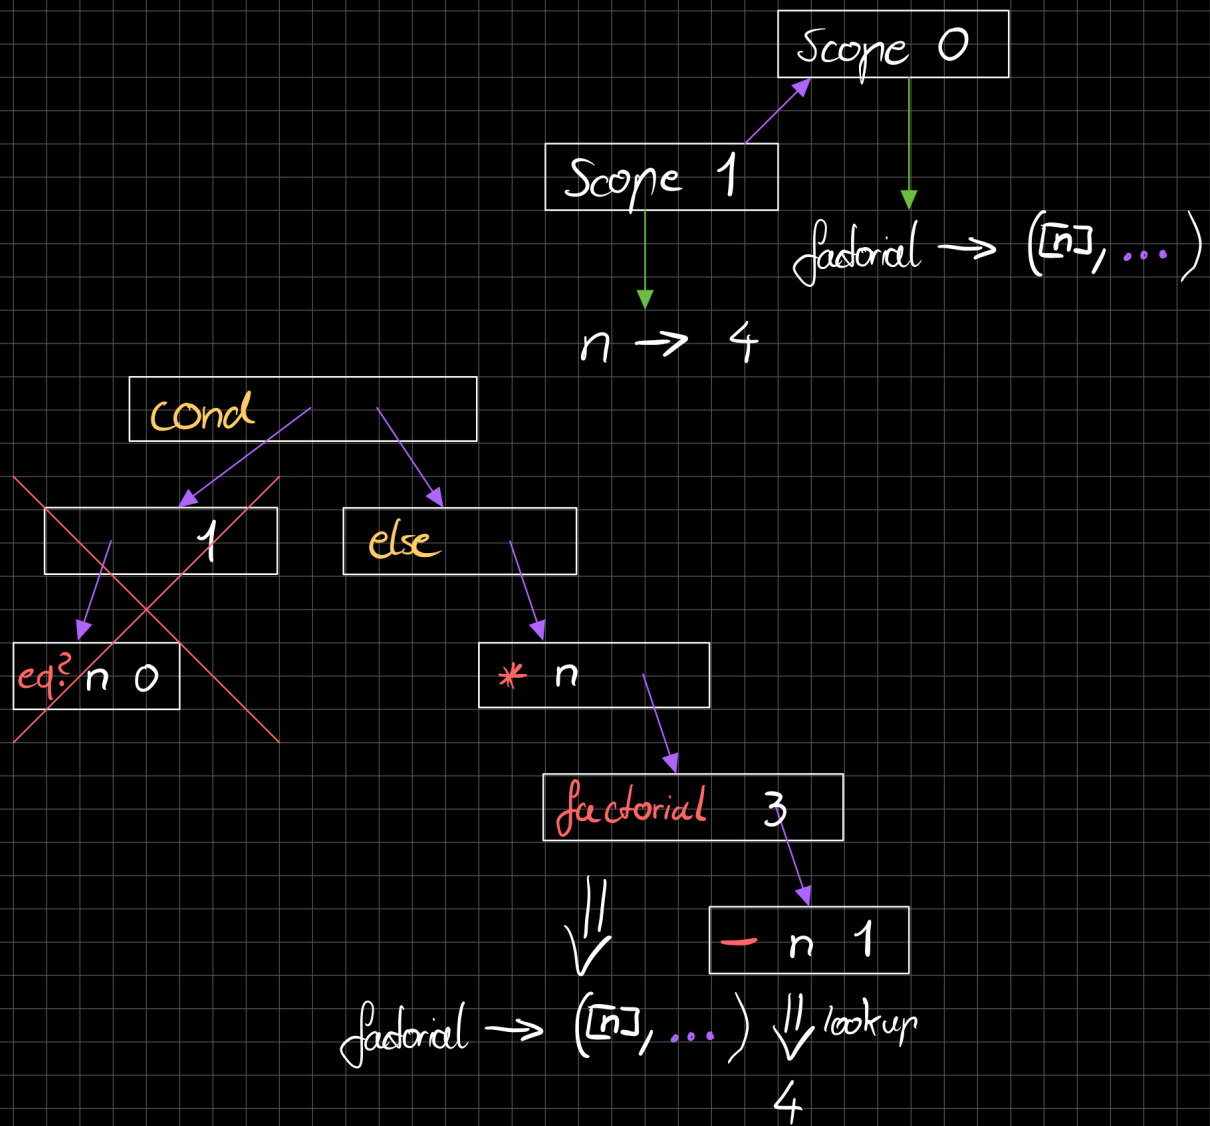 Scope 0
Scope 1
factorial → ([n], ...)
n → 4
cond
1
else
eq? n 0
* n
factorial 3
- n 1
factorial → ([n], ...)
lookup
4